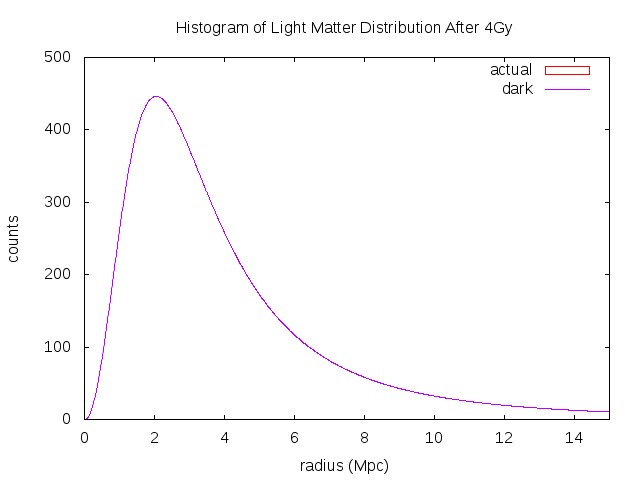 Histogram of Light Matter Distribution After 4Gy
500
400
300
200
100
0
counts
actual
dark
0 2 4 6 8 10 12 14
radius (Mpc)